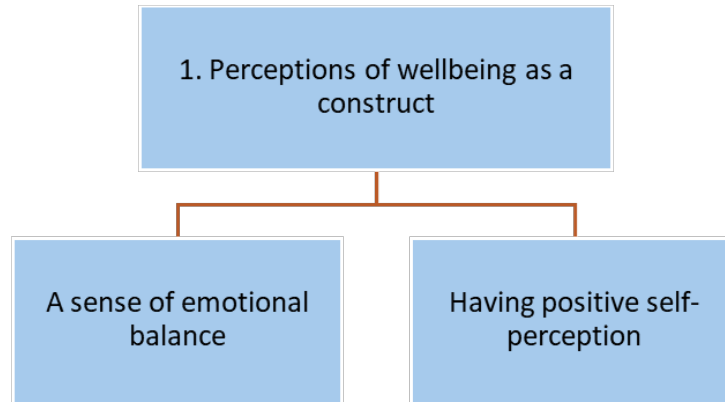 1. Perceptions of wellbeing as a
construct
A sense of emotional
balance
Having positive self-
perception